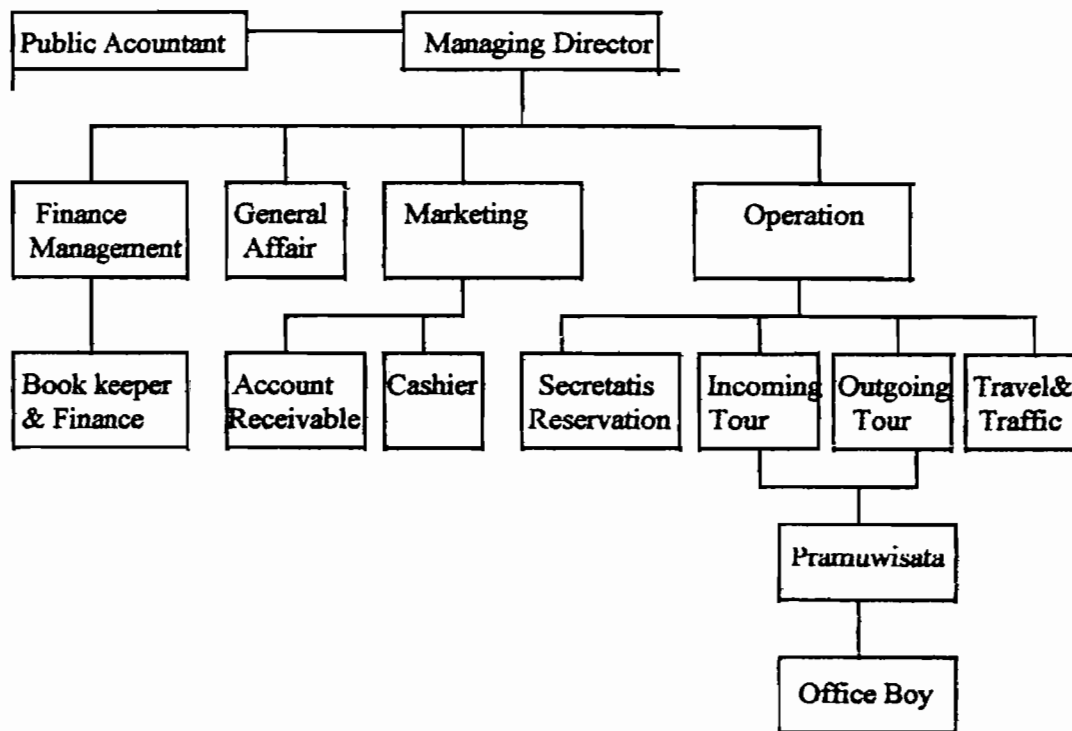 Public Acountant
Managing Director
Finance
Management
General
Affair
Marketing
Operation
Book keeper
& Finance
Account
Receivable
Cashier
Secretatis
Reservation
Incoming
Tour
Outgoing
Tour
Travel&
Traffic
Pramuwisata
Office Boy